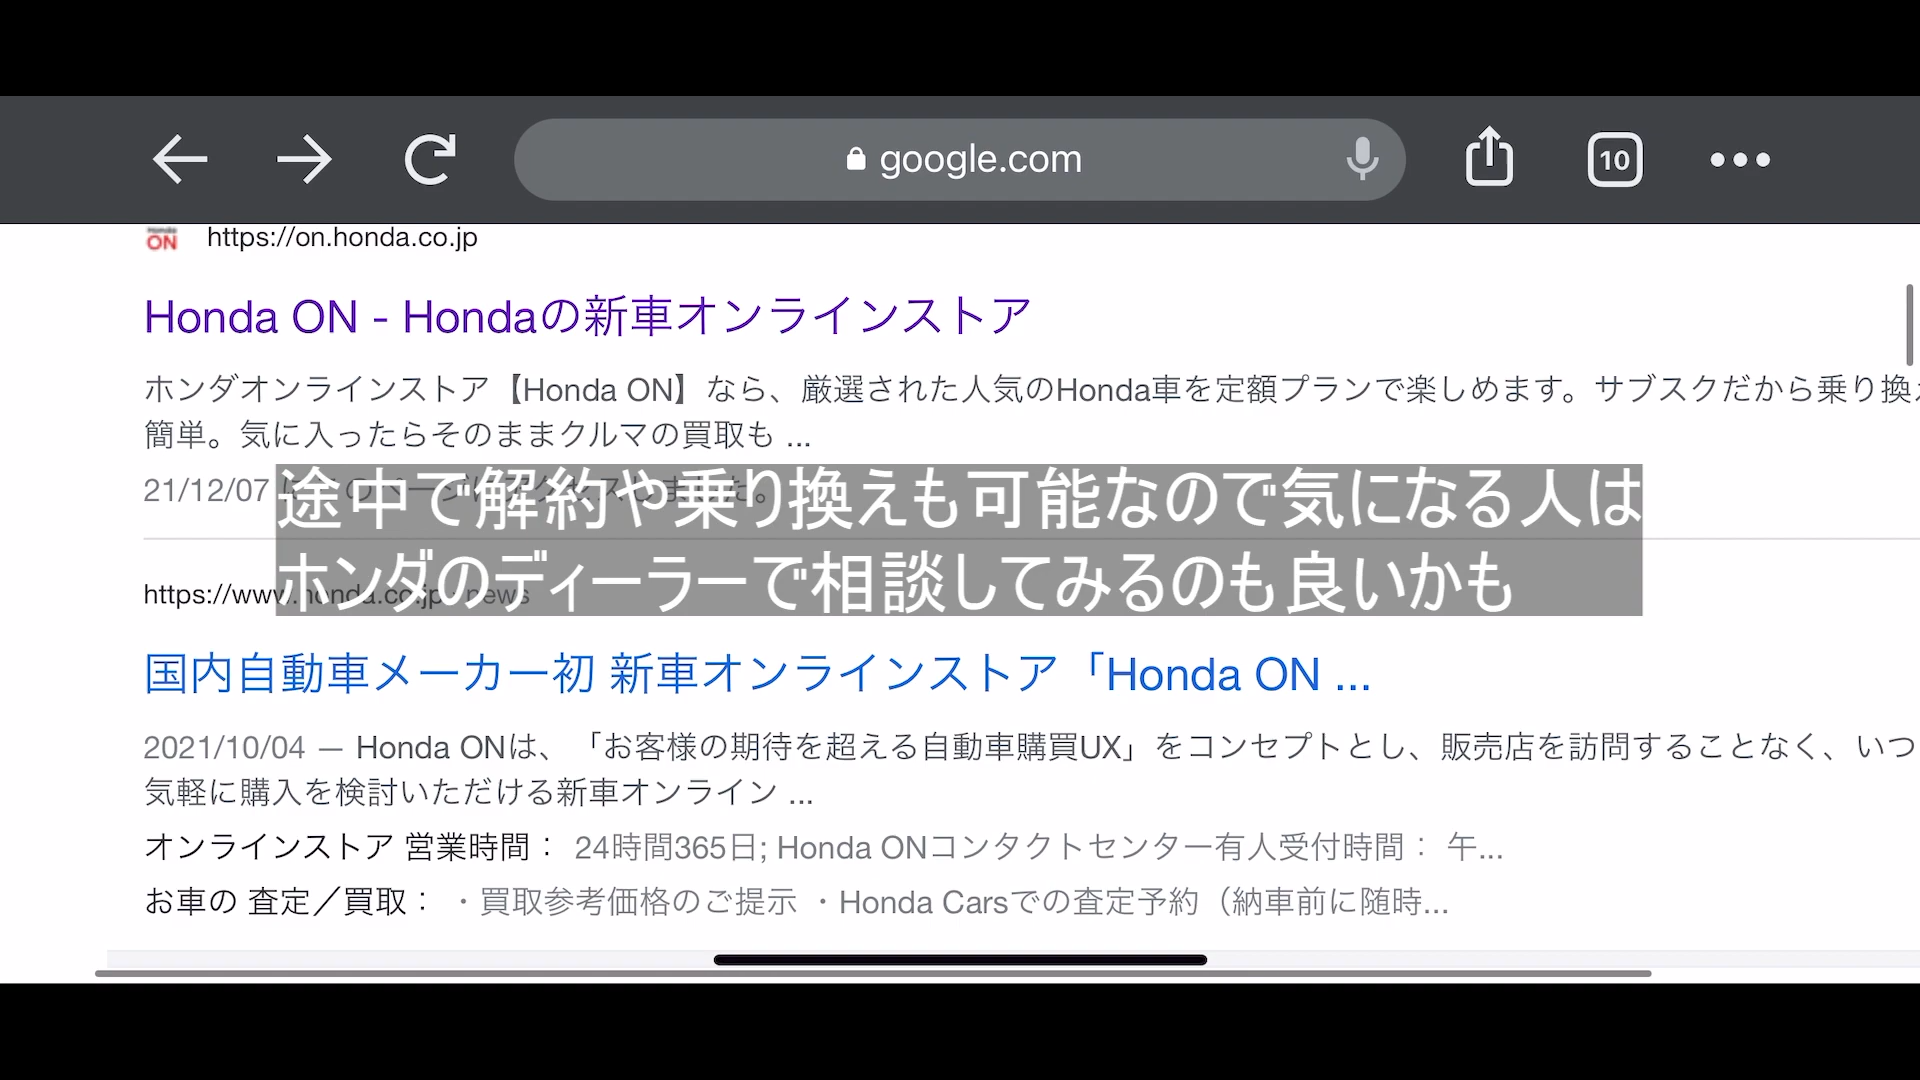 google.com
10
Honda ON
https://on.honda.co.jp
Honda ON - Hondaの新車オンラインストア
ホンダオンラインストア【Honda ON】なら、厳選された人気のHonda車を定額プランで楽しめます。サブスクだから乗り換
簡単。気に入ったらそのままクルマの買取も ...
21/12/07
途中で解約や乗り換えも可能なので気になる人は
ホンダのディーラーで相談してみるのも良いかも
https://www.honda.co.jp › news
国内自動車メーカー初 新車オンラインストア「Honda ON ...
2021/10/04 — Honda ONは、「お客様の期待を超える自動車購買UX」をコンセプトとし、販売店を訪問することなく、いつ
気軽に購入を検討いただける新車オンライン ...
オンラインストア 営業時間： 24時間365日; Honda ONコンタクトセンター有人受付時間： 午...
お車の 査定／買取： ・買取参考価格のご提示 ・Honda Carsでの査定予約（納車前に随時...